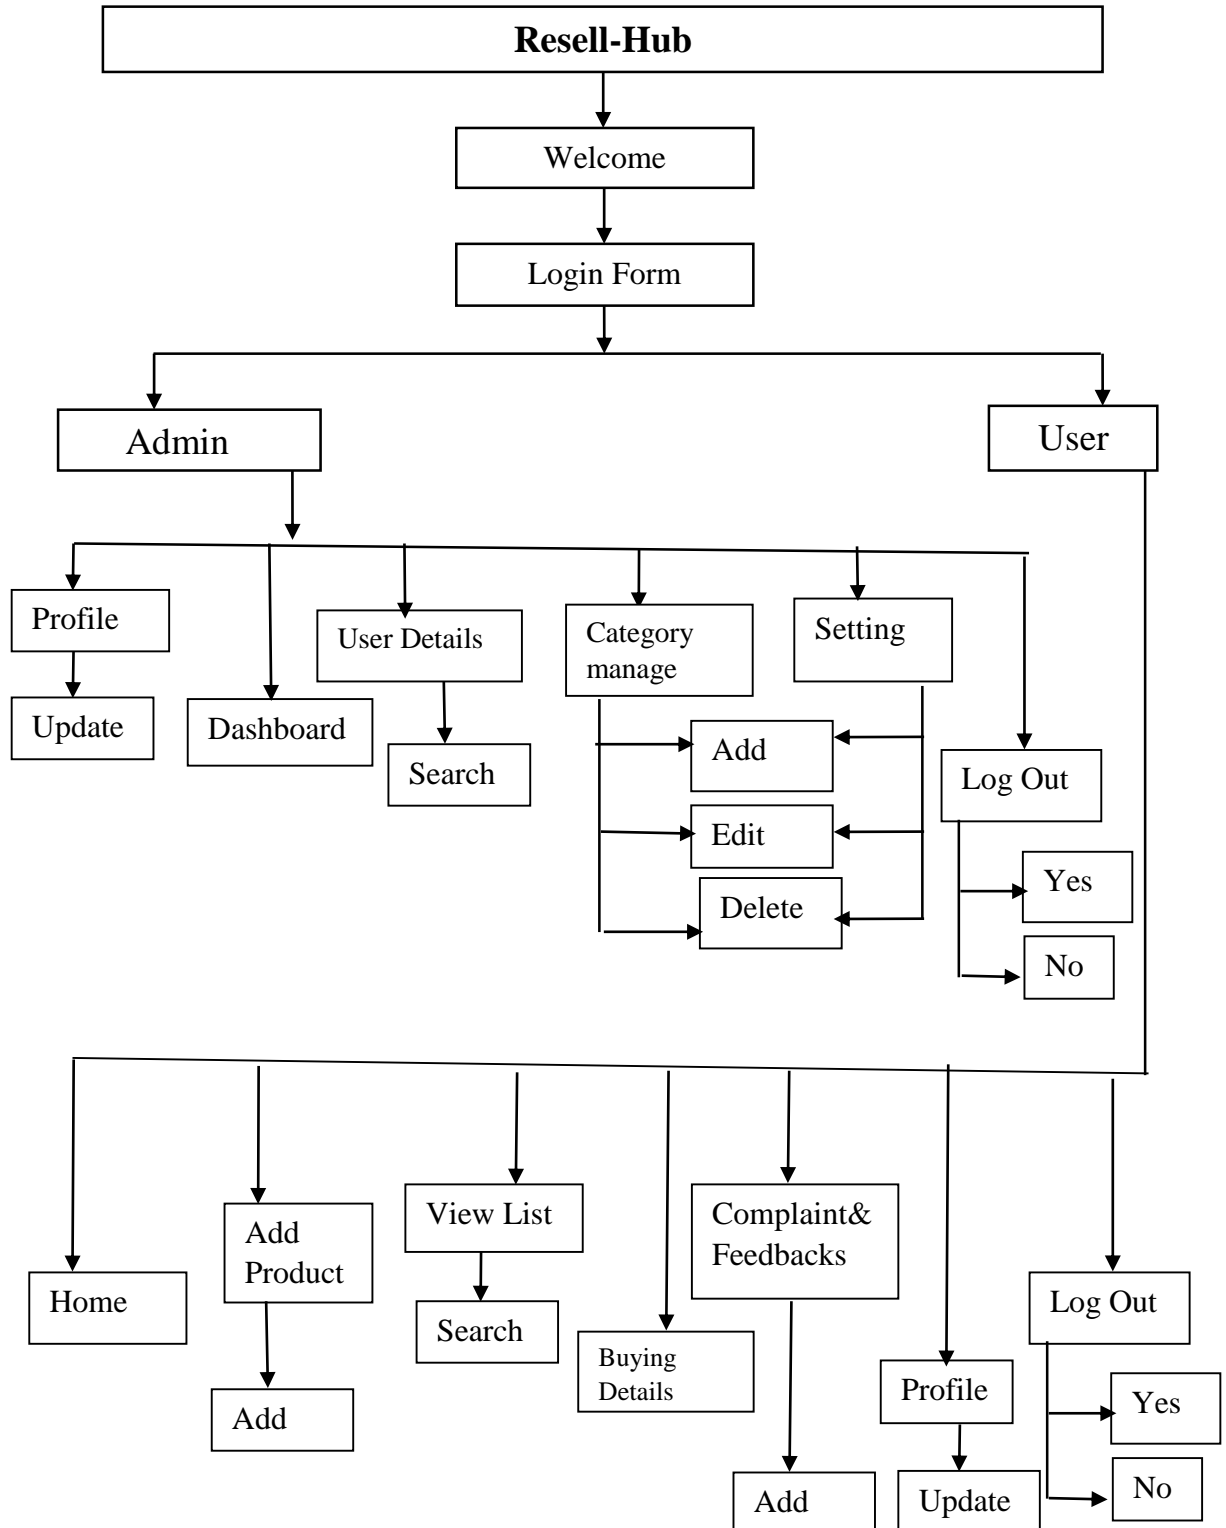 Resell-Hub
Welcome
Login Form
Admin
User
Profile
User Details
Category
manage
Setting
Update
Dashboard
Search
Add
Log Out
Edit
Yes
Delete
No
Home
Add
Product
View List
Complaint&
Feedbacks
Log Out
Search
Buying
Details
Profile
Yes
Add
Add
Update
No